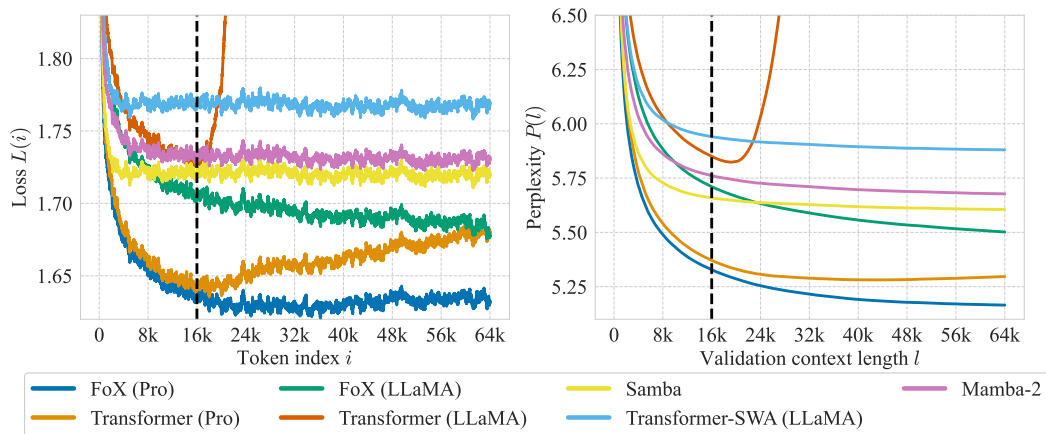 Loss L(i)
1.80
1.75
1.70
1.65
0 8k 16k 24k 32k 40k 48k 56k 64k
Token index i
Perplexity P(l)
6.50
6.25
6.00
5.75
5.50
5.25
0 8k 16k 24k 32k 40k 48k 56k 64k
Validation context length l
FoX (Pro) FoX (LLaMA) Samba Mamba-2
Transformer (Pro) Transformer (LLaMA) Transformer-SWA (LLaMA)